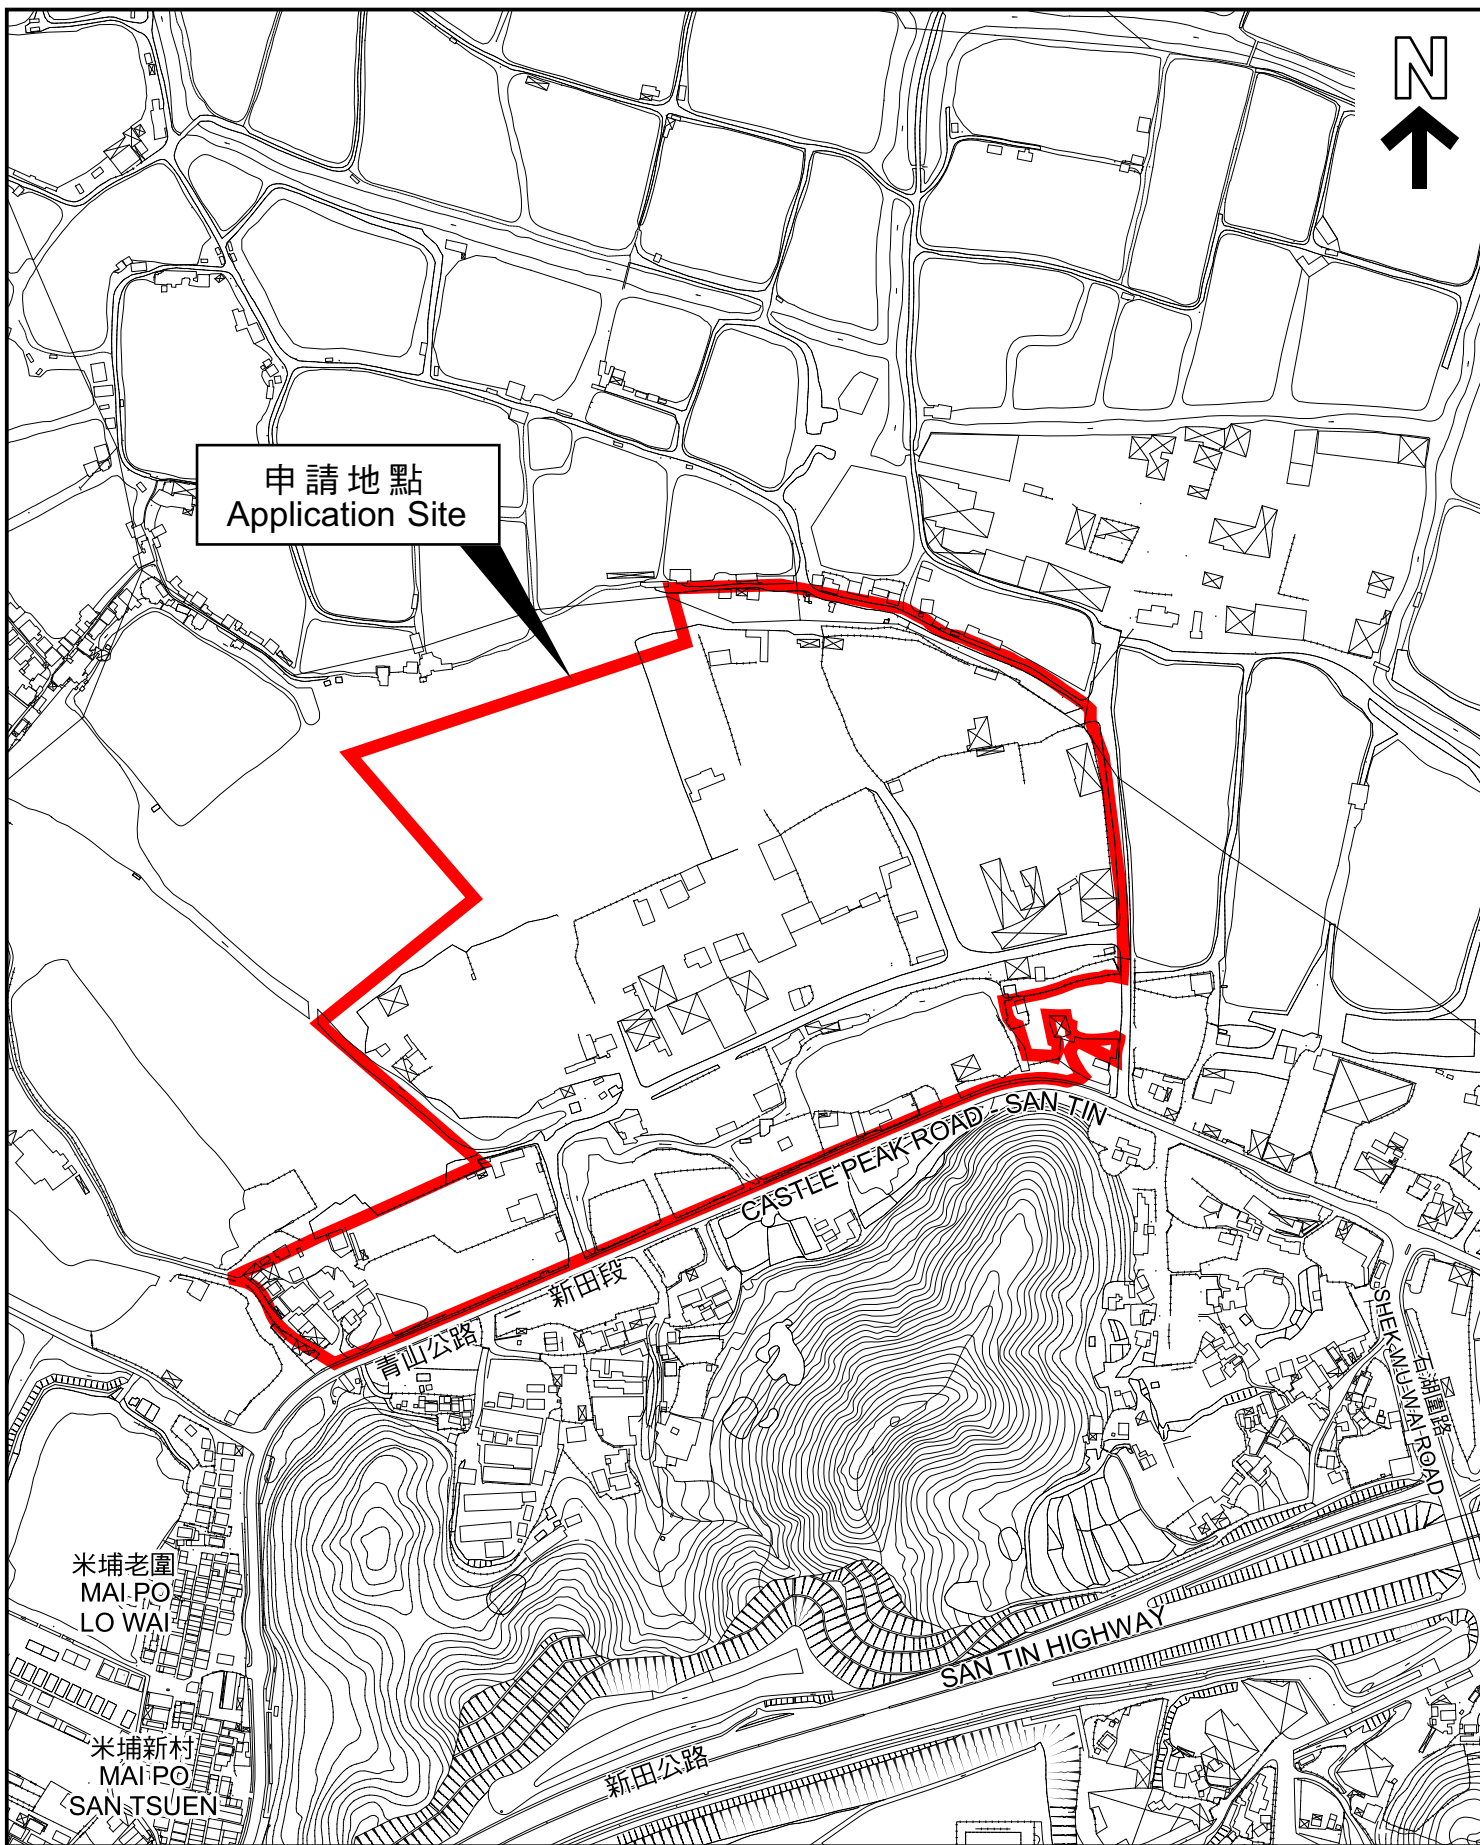 N
申請地點
Application Site
CASTLE PEAK ROAD - SAN TIN
青山公路
新田段
SHEK WU WAI ROAD
石湖圍路
米埔老圍
MAI PO
LO WAI
SAN TIN HIGHWAY
新田公路
米埔新村
MAI PO
SAN TSUEN